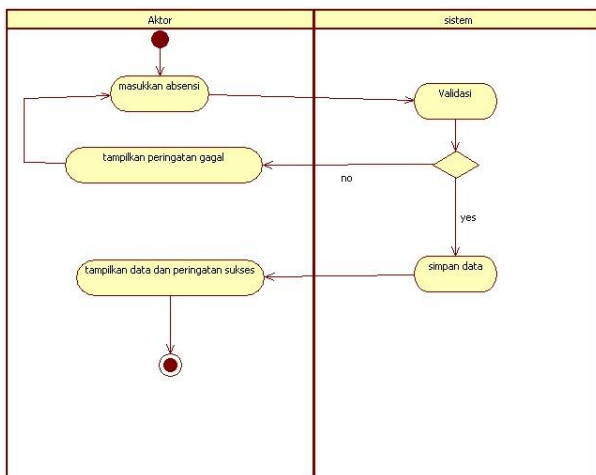 Aktor
sistem
masukkan absensi
Validasi
tampilkan peringatan gagal
no
yes
tampilkan data dan peringatan sukses
simpan data